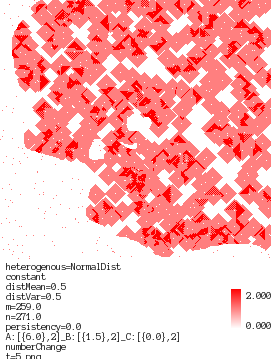 heterogenous=NormalDist
constant
distMean=0.5
distVar=0.5
m=259.0
n=271.0
persistency=0.0
A:[{6.0},2]_B:[{1.5},2]_C:[{0.0},2]
numberChange
t=5.png
2.000
0.000